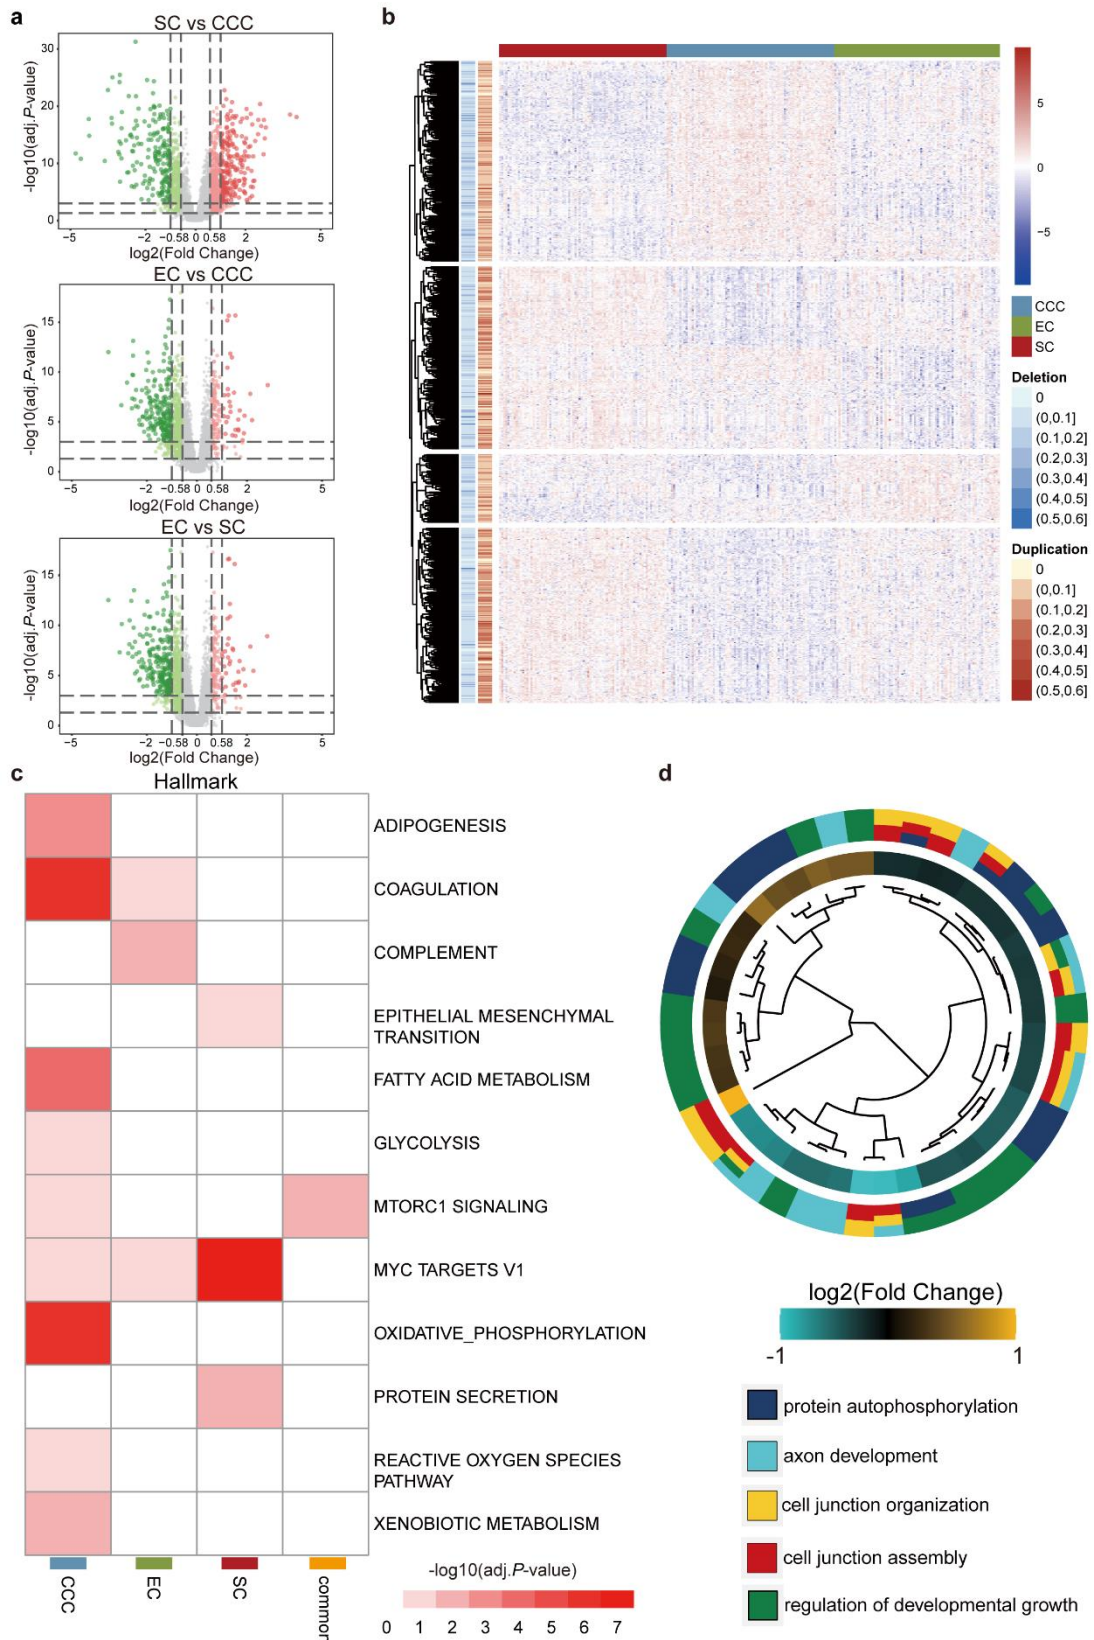 a
SC vs CCC
-log10(adj.P-value)
30
20
10
0
−5
−2
−0.58
0
0.58
2
5
log2(Fold Change)
EC vs CCC
-log10(adj.P-value)
15
10
5
0
−5
−2
−0.58
0
0.58
2
5
log2(Fold Change)
EC vs SC
-log10(adj.P-value)
15
10
5
0
−5
−2
−0.58
0
0.58
2
5
log2(Fold Change)
b
5
0
−5
CCC
EC
SC
Deletion
0
(0,0.1]
(0.1,0.2]
(0.2,0.3]
(0.3,0.4]
(0.4,0.5]
(0.5,0.6]
Duplication
0
(0,0.1]
(0.1,0.2]
(0.2,0.3]
(0.3,0.4]
(0.4,0.5]
(0.5,0.6]
c
Hallmark
ADIPOGENESIS
COAGULATION
COMPLEMENT
EPITHELIAL MESENCHYMAL
TRANSITION
FATTY ACID METABOLISM
GLYCOLYSIS
MTORC1 SIGNALING
MYC TARGETS V1
OXIDATIVE_PHOSPHORYLATION
PROTEIN SECRETION
REACTIVE OXYGEN SPECIES
PATHWAY
XENOBIOTIC METABOLISM
CCC
EC
SC
common
-log10(adj.P-value)
0 1 2 3 4 5 6 7
d
log2(Fold Change)
-1 1
protein autophosphorylation
axon development
cell junction organization
cell junction assembly
regulation of developmental growth